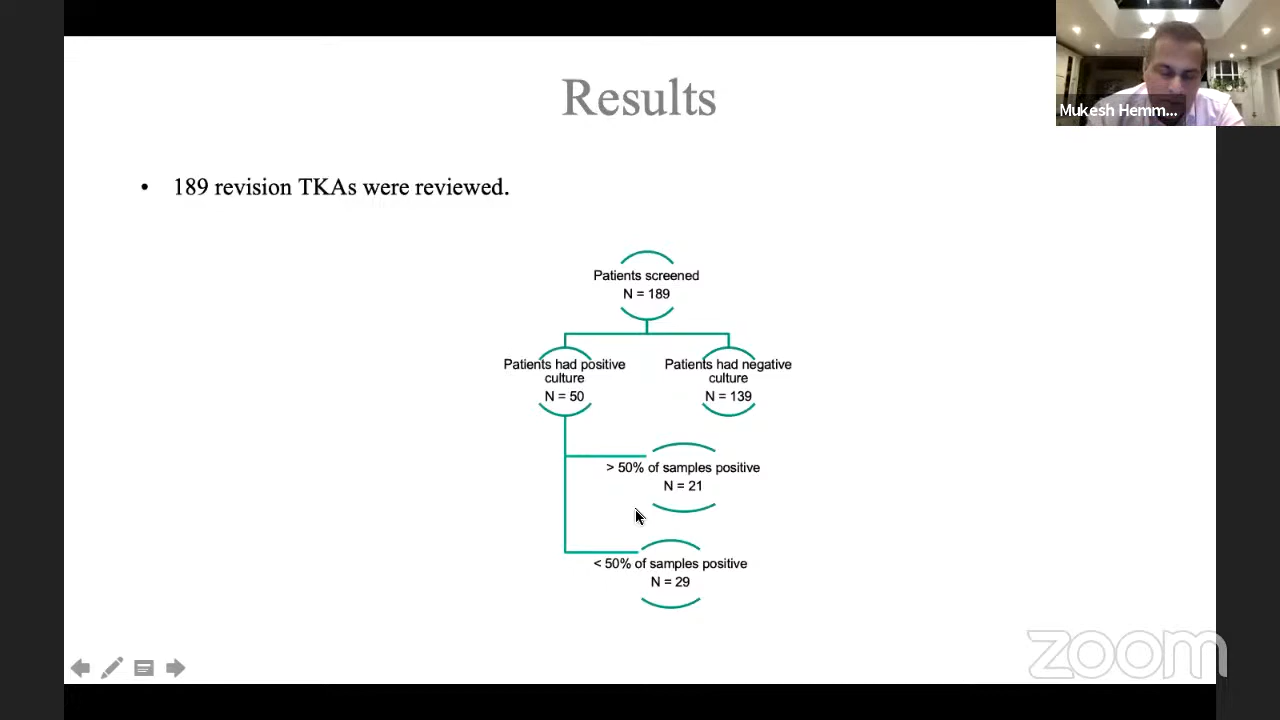 Results
Mukesh Hemm...
• 189 revision TKAs were reviewed.
Patients screened
N = 189
Patients had positive
culture
N = 50
Patients had negative
culture
N = 139
> 50% of samples positive
N = 21
< 50% of samples positive
N = 29
zoom